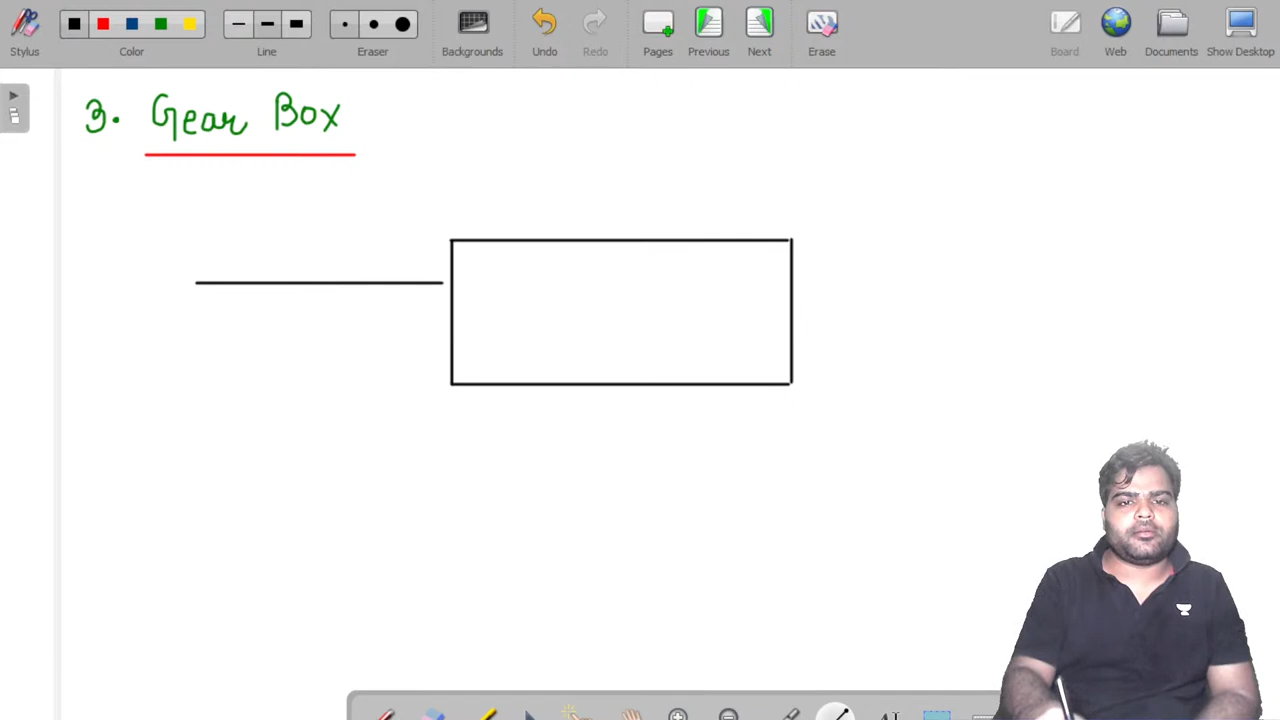 Stylus
Color
Line
Eraser
Backgrounds
Undo
Redo
Pages
Previous
Next
Erase
Board
Web
Documents
Show Desktop
3. Gear Box